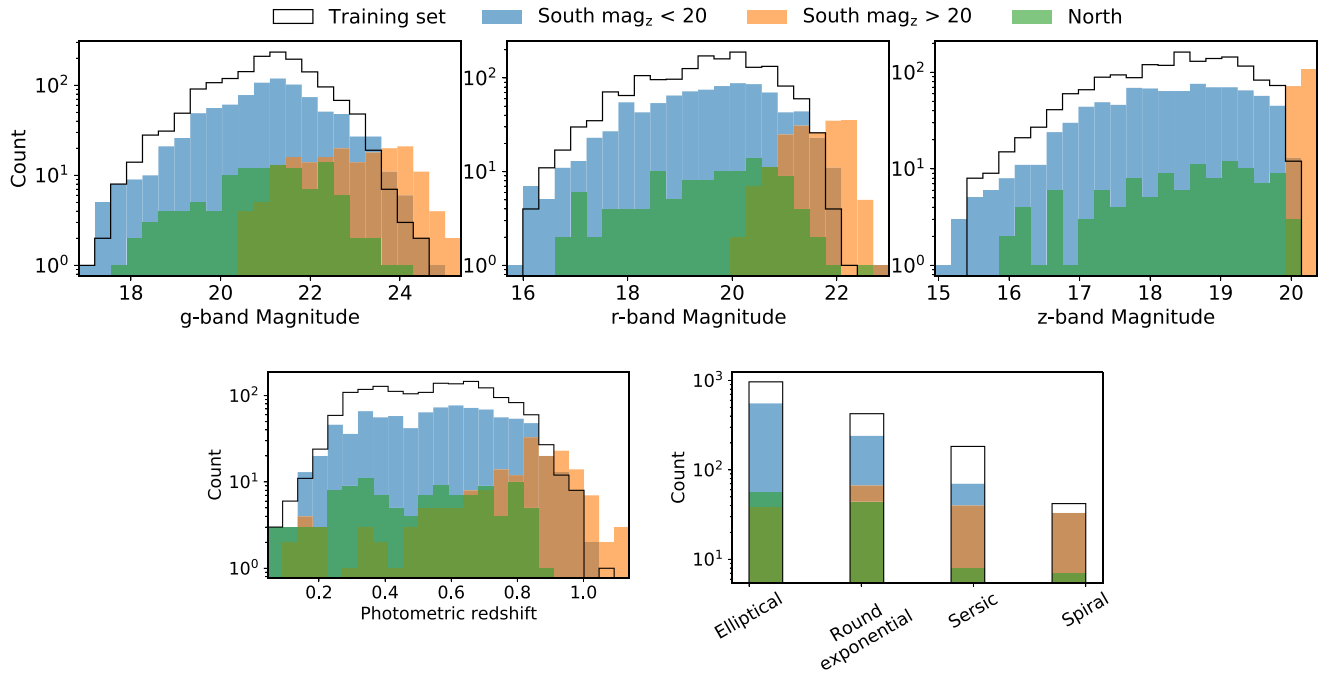 Training set South mag_z < 20 South mag_z > 20 North
Count
10^2
10^1
10^0
18 20 22 24
g-band Magnitude
10^2
10^1
10^0
16 18 20 22
r-band Magnitude
10^2
10^1
10^0
15 16 17 18 19 20
z-band Magnitude
Count
10^2
10^1
10^0
0.2 0.4 0.6 0.8 1.0
Photometric redshift
Count
10^3
10^2
10^1
Elliptical
Round
exponential
Sersic
Spiral